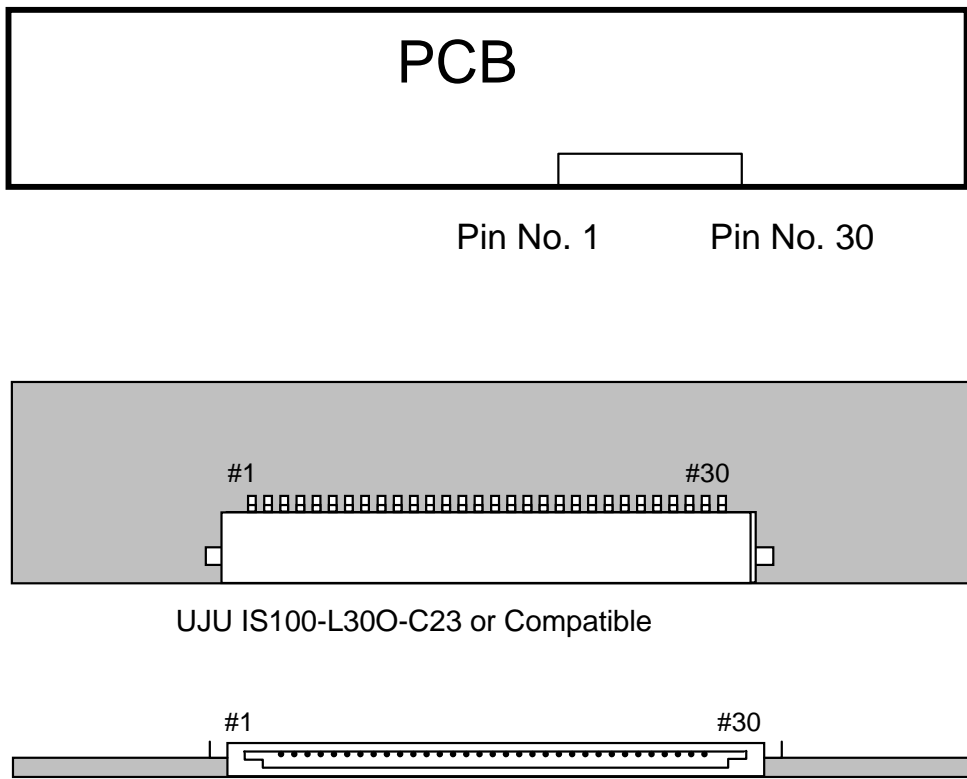 PCB
Pin No. 1 Pin No. 30
#1 #30
UJU IS100-L30O-C23 or Compatible
#1 #30